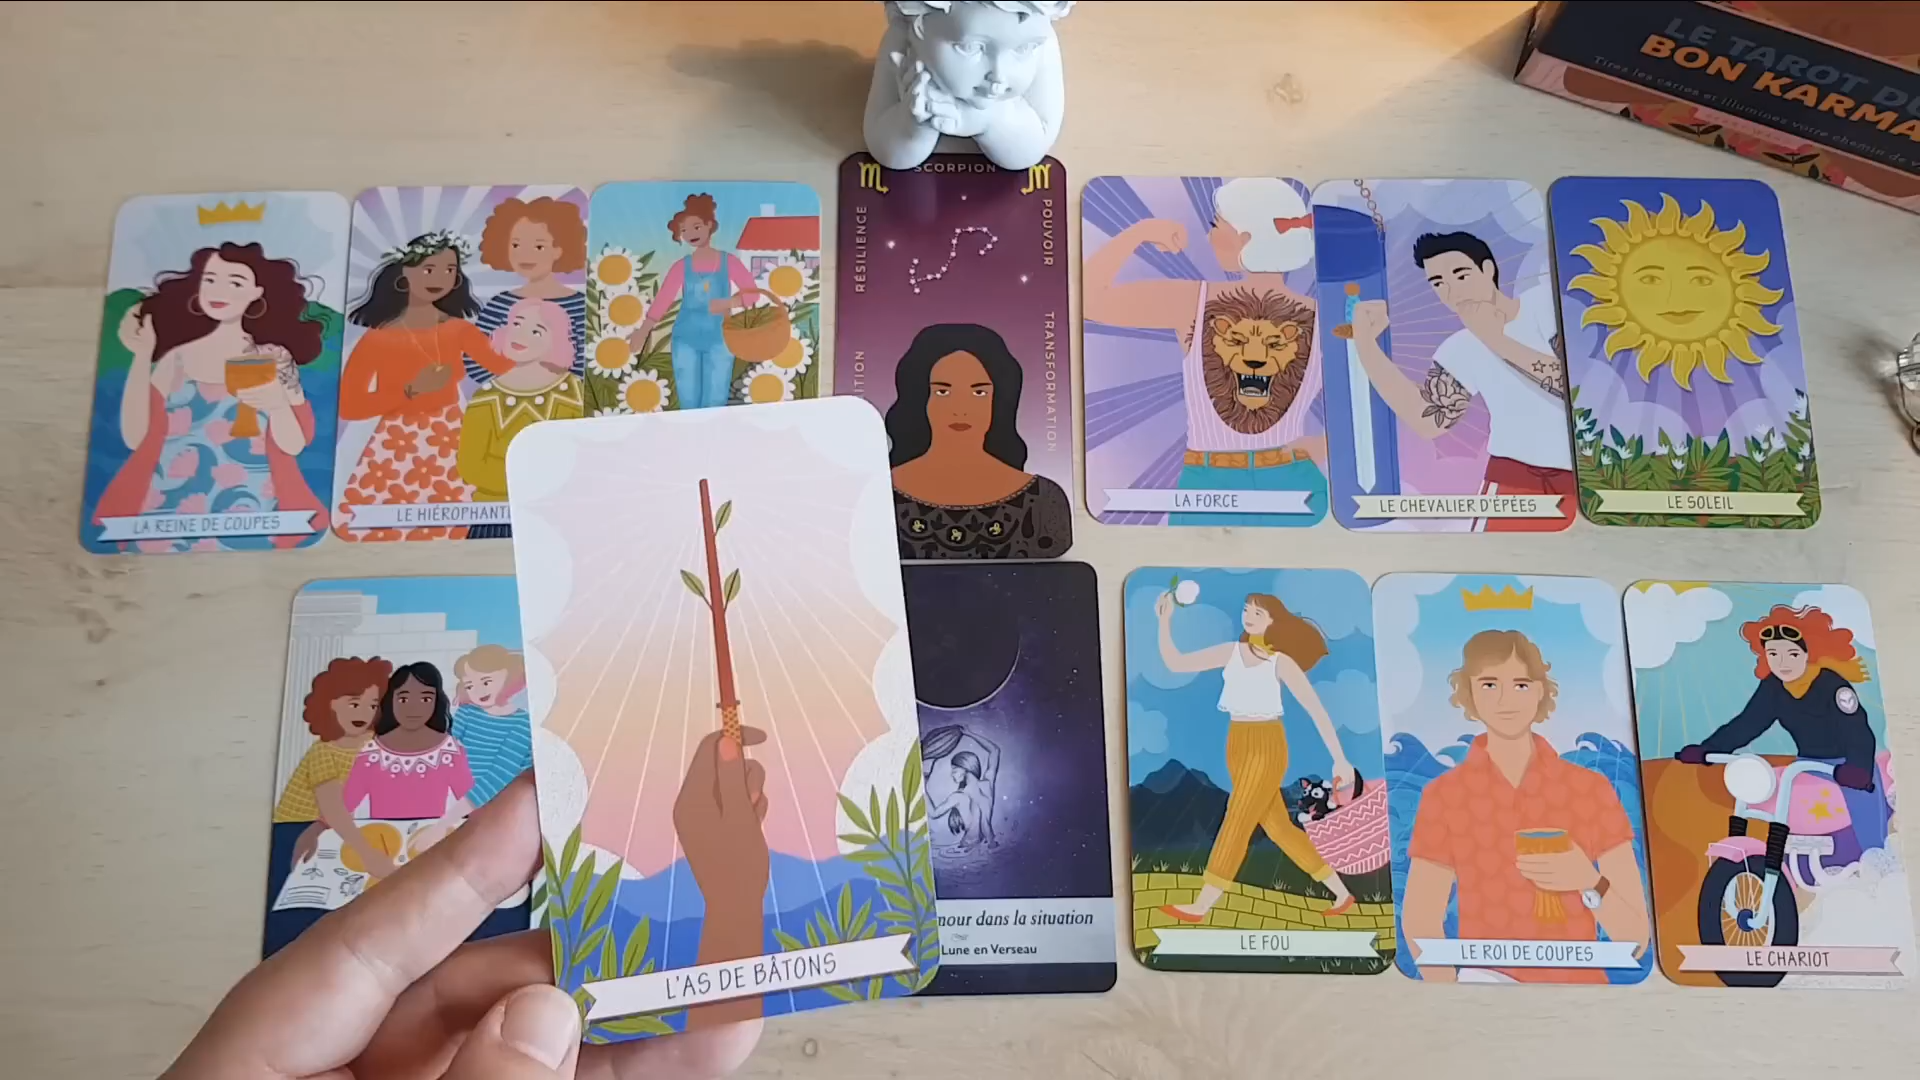 LE TAROT DU
BON KARMA
Tirez les cartes et illuminez votre chemin de
SCORPION
RÉSILIENCE
POUVOIR
TRANSFORMATION
LA REINE DE COUPES
LE HIÉROPHANT
LA FORCE
LE CHEVALIER D'ÉPÉES
LE SOLEIL
L'AS DE BÂTONS
mour dans la situation
Lune en Verseau
LE FOU
LE ROI DE COUPES
LE CHARIOT